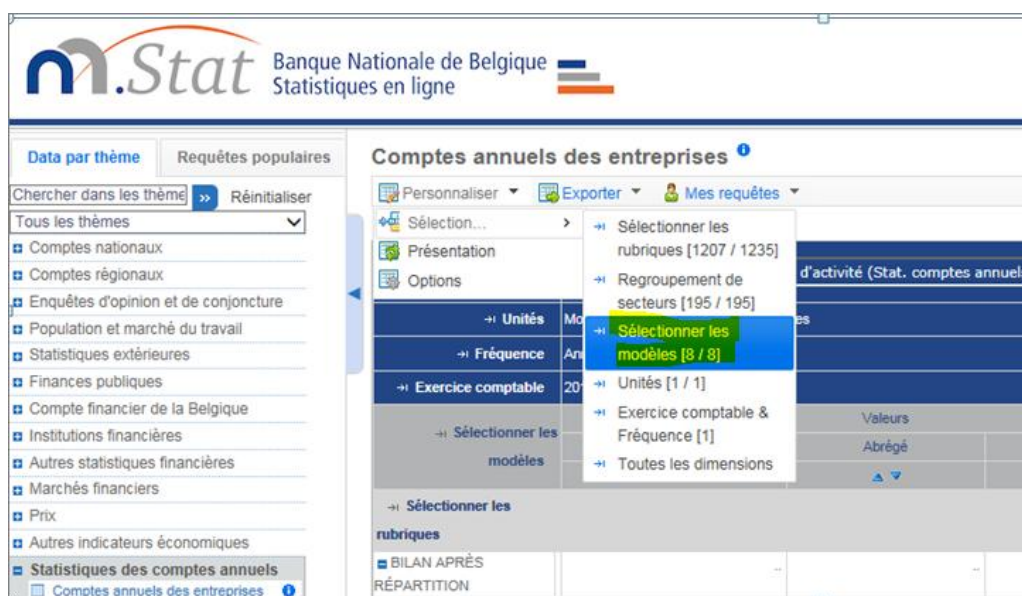 n.Stat
Banque Nationale de Belgique
Statistiques en ligne
Data par thème
Requêtes populaires
Chercher dans les thème
»
Réinitialiser
Tous les thèmes
Comptes nationaux
Comptes régionaux
Enquêtes d'opinion et de conjoncture
Population et marché du travail
Statistiques extérieures
Finances publiques
Compte financier de la Belgique
Institutions financières
Autres statistiques financières
Marchés financiers
Prix
Autres indicateurs économiques
Statistiques des comptes annuels
Comptes annuels des entreprises
Comptes annuels des entreprises
Personnaliser
Exporter
Mes requêtes
Sélection...
Présentation
Options
Sélectionner les
rubriques [1207 / 1235]
Regroupement de
secteurs [195 / 195]
Sélectionner les
modèles [8 / 8]
Unités [1 / 1]
Exercice comptable &
Fréquence [1]
Toutes les dimensions
d'activité (Stat. comptes annuels
Unités
Fréquence
Exercice comptable
Sélectionner les
modèles
Valeurs
Abrégé
Sélectionner les
rubriques
BILAN APRÈS
RÉPARTITION
..
..